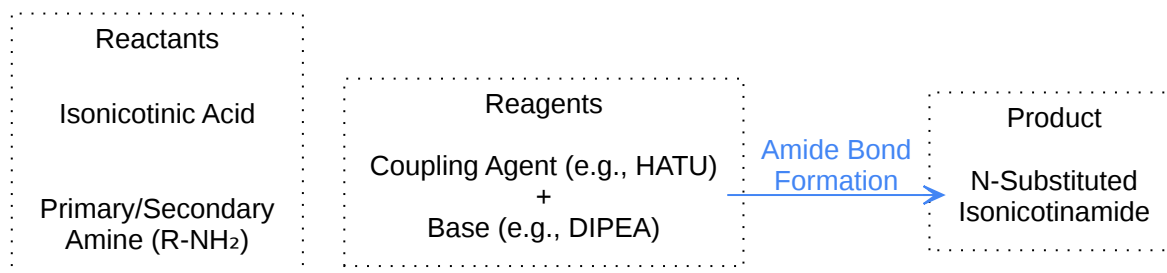 Reactants
Isonicotinic Acid
Primary/Secondary
Amine (R-NH₂)
Reagents
Coupling Agent (e.g., HATU)
+
Base (e.g., DIPEA)
Amide Bond
Formation
Product
N-Substituted
Isonicotinamide